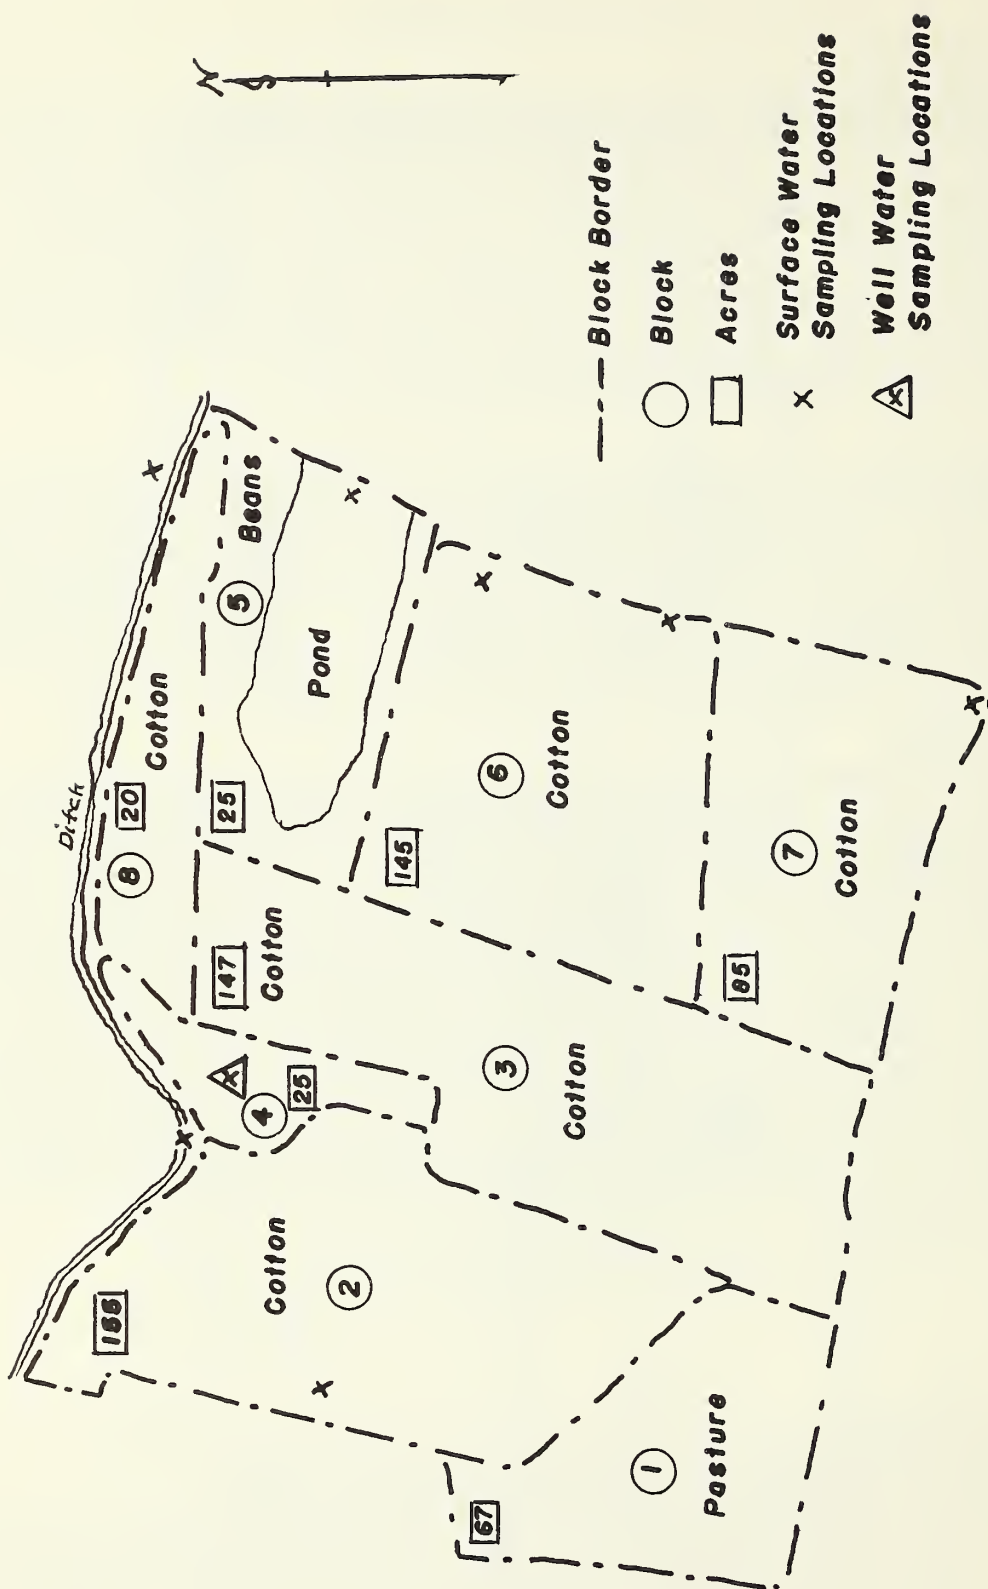 Ditch
8
20
Cotton
N
147
25
5
Beans
4
25
Cotton
Cotton
Pond
2
145
3
6
Cotton
Cotton
67
1
Pasture
85
7
Cotton
Block Border
Block
Acres
Surface Water
Sampling Locations
Well Water
Sampling Locations
X
X
X
X
X
X
X
X
X
X